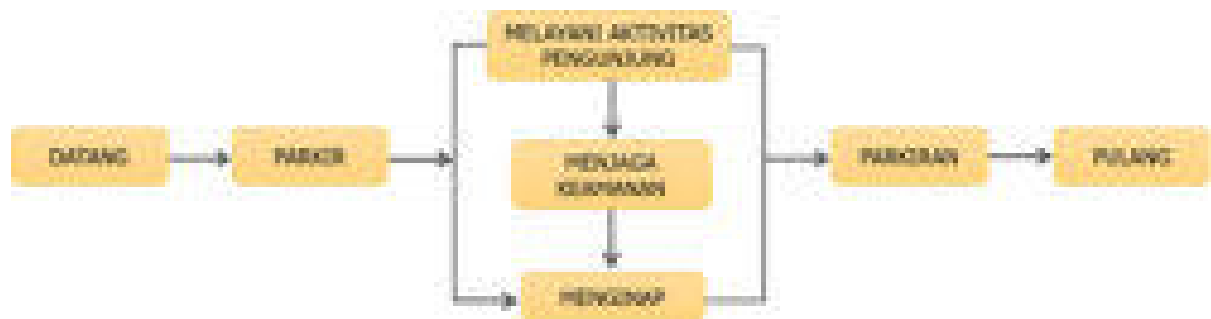 MELAYANI AKTIVITAS
PENGUNJUNG
DATANG
PARKIR
MENJAGA
KEAMANAN
PARKIRAN
PULANG
MENGINAP